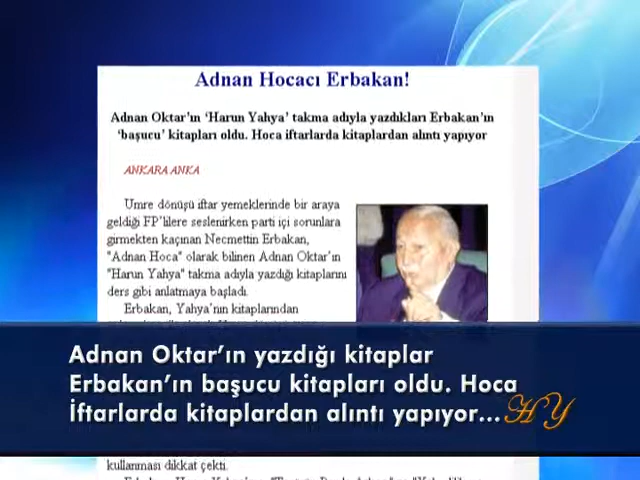 Adnan Hocacı Erbakan!
Adnan Oktar'ın 'Harun Yahya' takma adıyla yazdıkları Erbakan'ın
'başucu' kitapları oldu. Hoca iftarlarda kitaplardan alıntı yapıyor
ANKARA ANKA
Umre dönüşü iftar yemeklerinde bir araya
geldiği FP'lilere seslenirken parti içi sorunlara
girmekten kaçınan Necmettin Erbakan,
"Adnan Hoca" olarak bilinen Adnan Oktar'ın
"Harun Yahya" takma adıyla yazdığı kitaplarını
ders gibi anlatmaya başladı.
Erbakan, Yahya'nın kitaplarından
Adnan Oktar'ın yazdığı kitaplar
Erbakan'ın başucu kitapları oldu. Hoca
İftarlarda kitaplardan alıntı yapıyor...
HY
kullanması dikkat çekti.